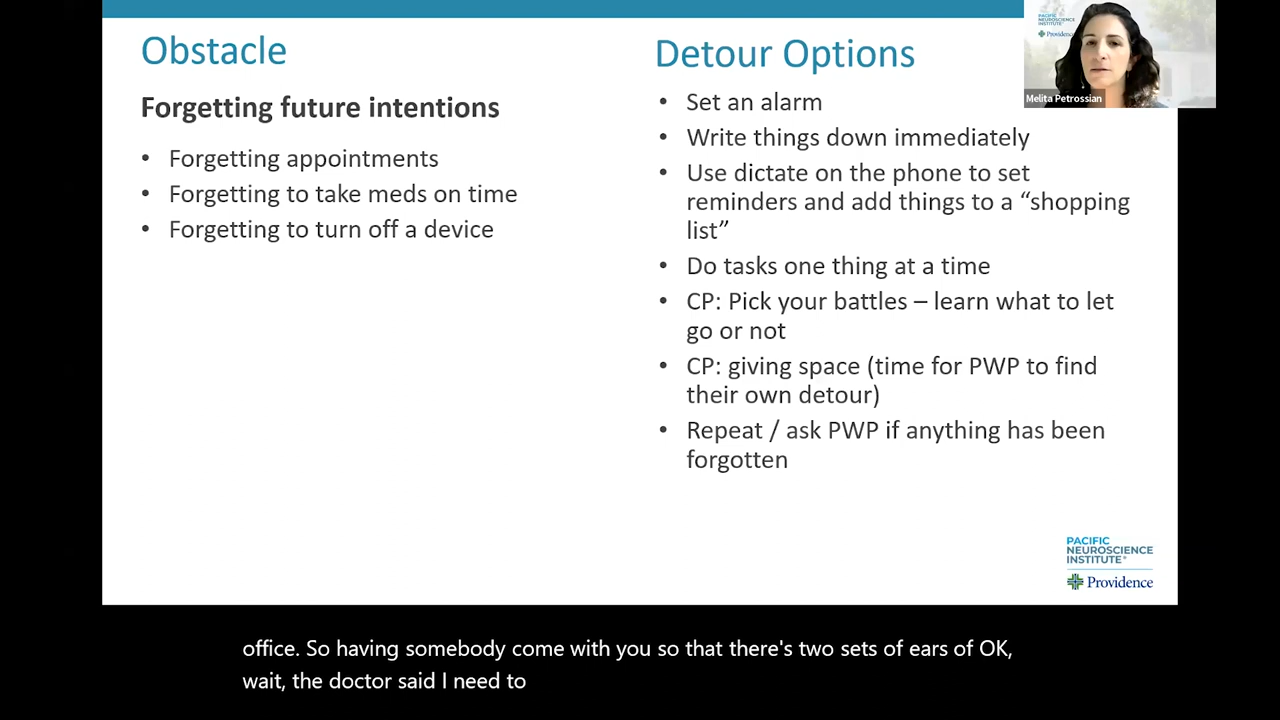 Obstacle
Forgetting future intentions
• Forgetting appointments
• Forgetting to take meds on time
• Forgetting to turn off a device
Detour Options
• Set an alarm
• Write things down immediately
• Use dictate on the phone to set
reminders and add things to a “shopping
list”
• Do tasks one thing at a time
• CP: Pick your battles – learn what to let
go or not
• CP: giving space (time for PWP to find
their own detour)
• Repeat / ask PWP if anything has been
forgotten
PACIFIC
NEUROSCIENCE
INSTITUTE
Providence
Melita Petrossian
PACIFIC
NEUROSCIENCE
INSTITUTE®
Providence
office. So having somebody come with you so that there's two sets of ears of OK,
wait, the doctor said I need to